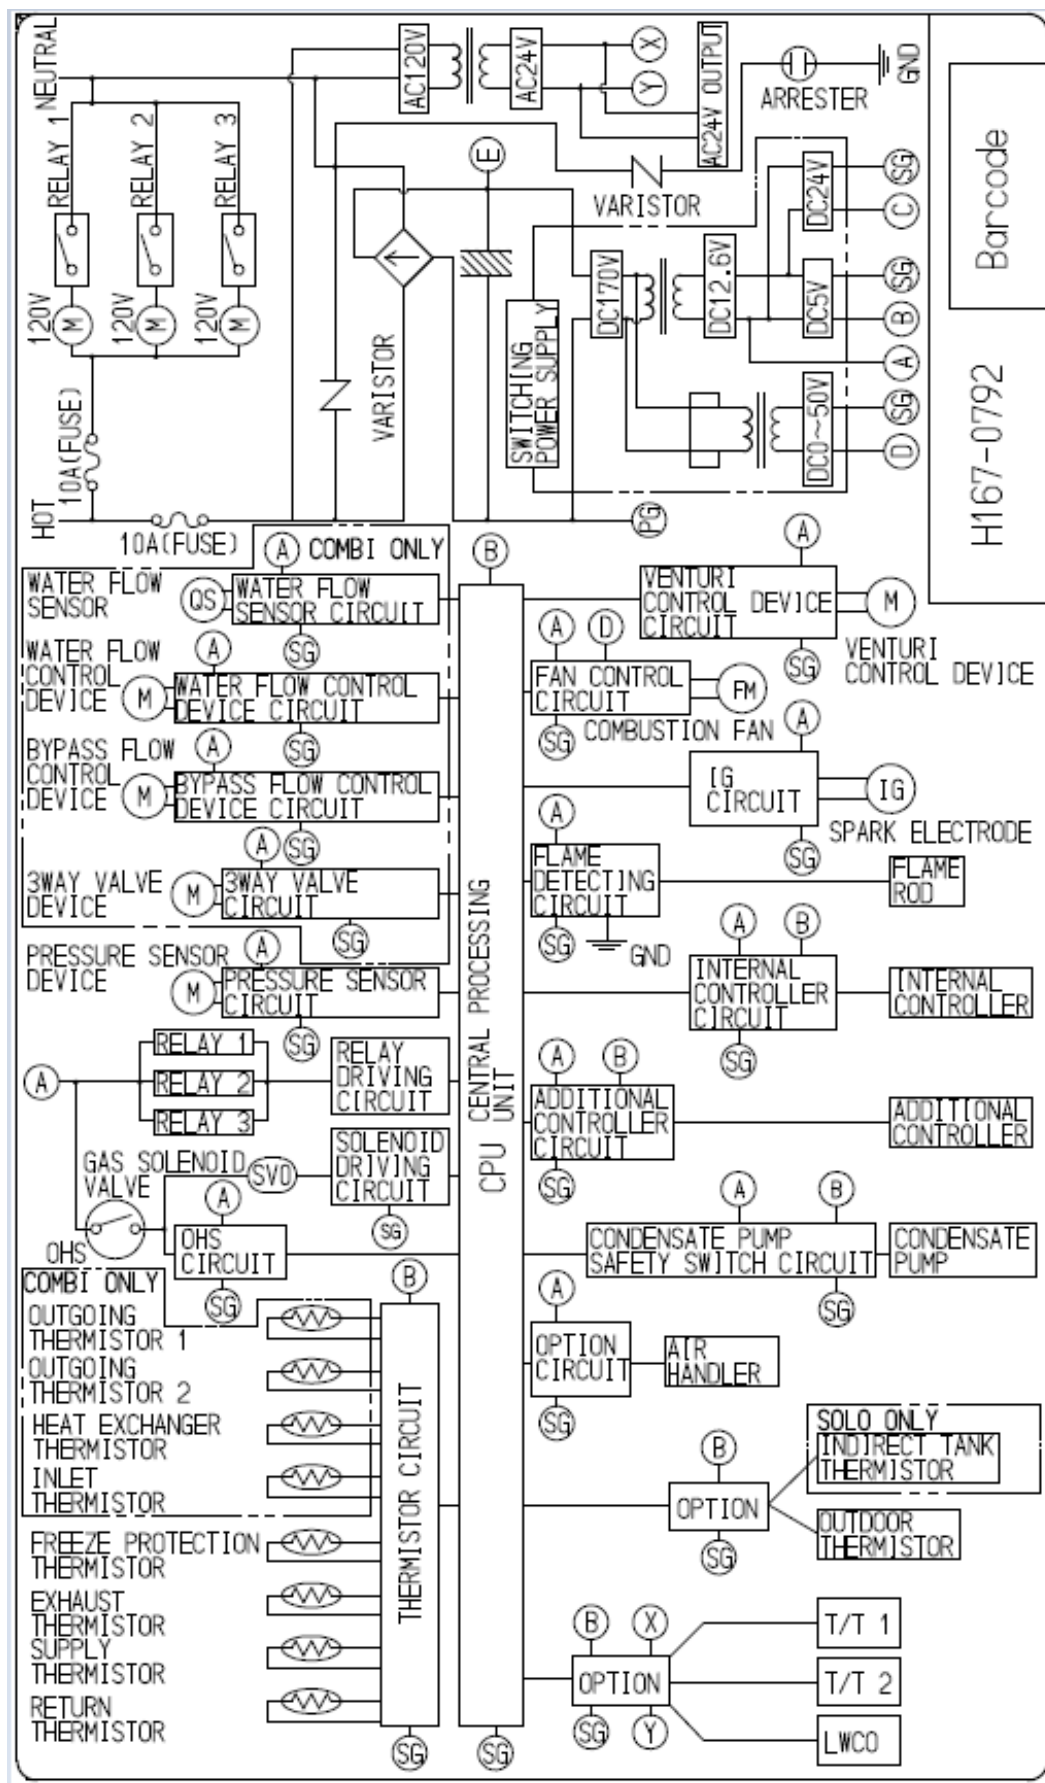 NEUTRAL
RELAY 1
RELAY 2
RELAY 3
120V
120V
120V
M
M
M
10A(FUSE)
HOT
10A(FUSE)
VARISTOR
AC120V
AC24V
X
Y
AC24V OUTPUT
ARRESTER
GND
E
VARISTOR
SWITCHING
POWER SUPPLY
DC170V
DC12.6V
DC24V
DC5V
DC0~50V
SG
C
SG
B
A
SG
D
PG
Barcode
H167-0792
WATER FLOW
SENSOR
QS
A
COMBI ONLY
WATER FLOW
SENSOR CIRCUIT
SG
WATER FLOW
CONTROL
DEVICE
M
A
WATER FLOW CONTROL
DEVICE CIRCUIT
SG
BYPASS FLOW
CONTROL
DEVICE
M
A
BYPASS FLOW CONTROL
DEVICE CIRCUIT
SG
3WAY VALVE
DEVICE
M
A
3WAY VALVE
CIRCUIT
SG
PRESSURE SENSOR
DEVICE
M
A
PRESSURE SENSOR
CIRCUIT
SG
A
RELAY 1
RELAY 2
RELAY 3
RELAY
DRIVING
CIRCUIT
GAS SOLENOID
VALVE
SV0
SOLENOID
DRIVING
CIRCUIT
SG
OHS
A
OHS
CIRCUIT
SG
COMBI ONLY
OUTGOING
THERMISTOR 1
OUTGOING
THERMISTOR 2
HEAT EXCHANGER
THERMISTOR
INLET
THERMISTOR
FREEZE PROTECTION
THERMISTOR
EXHAUST
THERMISTOR
SUPPLY
THERMISTOR
RETURN
THERMISTOR
B
THERMISTOR CIRCUIT
SG
B
CPU
CENTRAL PROCESSING
UNIT
SG
A
VENTURI
CONTROL DEVICE
CIRCUIT
SG
M
VENTURI
CONTROL DEVICE
A
D
FAN CONTROL
CIRCUIT
SG
FM
COMBUSTION FAN
A
IG
CIRCUIT
SG
IG
SPARK ELECTRODE
A
FLAME
DETECTING
CIRCUIT
SG
GND
FLAME
ROD
A
B
INTERNAL
CONTROLLER
CIRCUIT
SG
INTERNAL
CONTROLLER
A
B
ADDITIONAL
CONTROLLER
CIRCUIT
SG
ADDITIONAL
CONTROLLER
A
B
CONDENSATE PUMP
SAFETY SWITCH CIRCUIT
SG
CONDENSATE
PUMP
A
OPTION
CIRCUIT
SG
AIR
HANDLER
B
OPTION
SG
SOLO ONLY
INDIRECT TANK
THERMISTOR
OUTDOOR
THERMISTOR
B
X
OPTION
SG
Y
T/T 1
T/T 2
LWCO